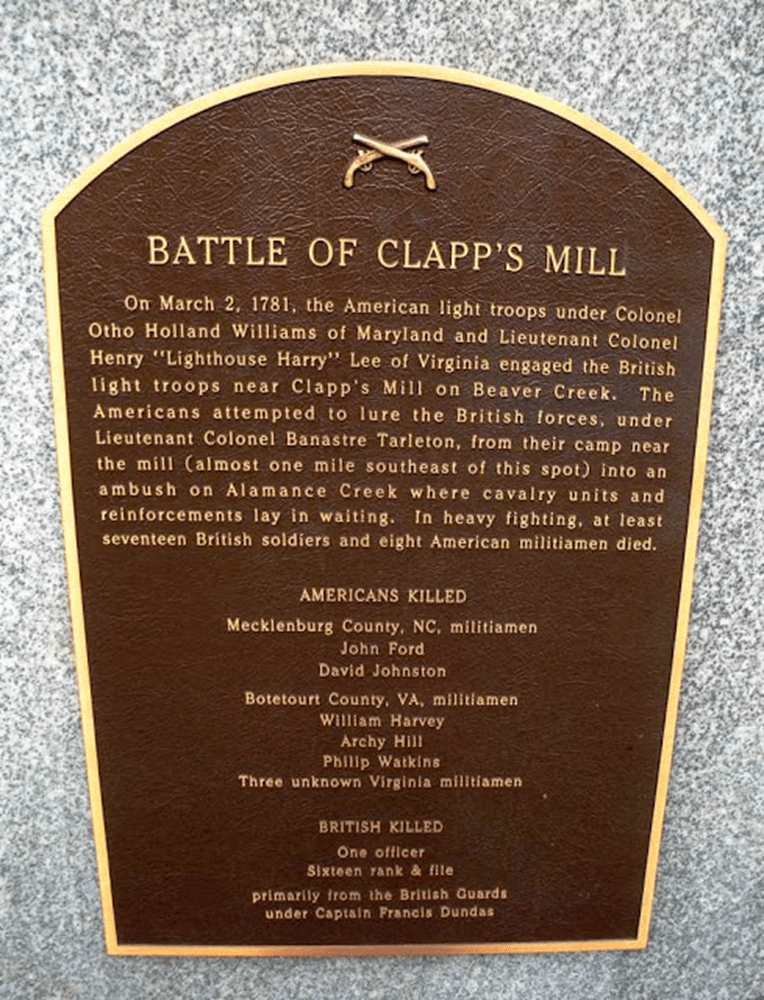 BATTLE OF CLAPP'S MILL
On March 2, 1781, the American light troops under Colonel
Otho Holland Williams of Maryland and Lieutenant Colonel
Henry "Lighthouse Harry" Lee of Virginia engaged the British
light troops near Clapp's Mill on Beaver Creek. The
Americans attempted to lure the British forces, under
Lieutenant Colonel Banastre Tarleton, from their camp near
the mill (almost one mile southeast of this spot) into an
ambush on Alamance Creek where cavalry units and
reinforcements lay in waiting. In heavy fighting, at least
seventeen British soldiers and eight American militiamen died.
AMERICANS KILLED
Mecklenburg County, NC, militiamen
John Ford
David Johnston
Botetourt County, VA, militiamen
William Harvey
Archy Hill
Philip Watkins
Three unknown Virginia militiamen
BRITISH KILLED
One officer
Sixteen rank & file
primarily from the British Guards
under Captain Francis Dundas